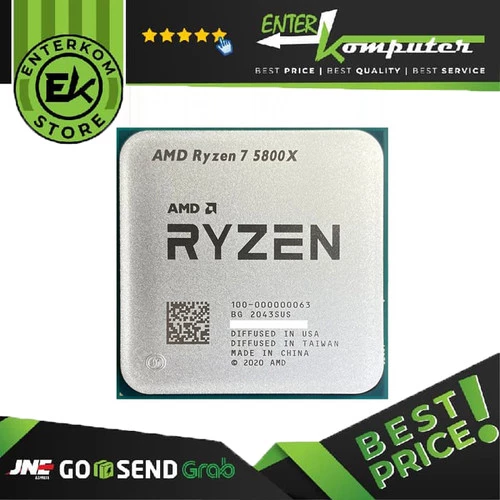 ENTERKOM
EK
STORE
ENTER
Komputer
BEST PRICE | BEST QUALITY | BEST SERVICE
AMD Ryzen 7 5800X
AMD
RYZEN
100-000000063
BG 2043SUS
DIFFUSED IN USA
DIFFUSED IN TAIWAN
MADE IN CHINA
© 2020 AMD
BEST
PRICE!
JNE
EXPRESS
GO SEND
Grab